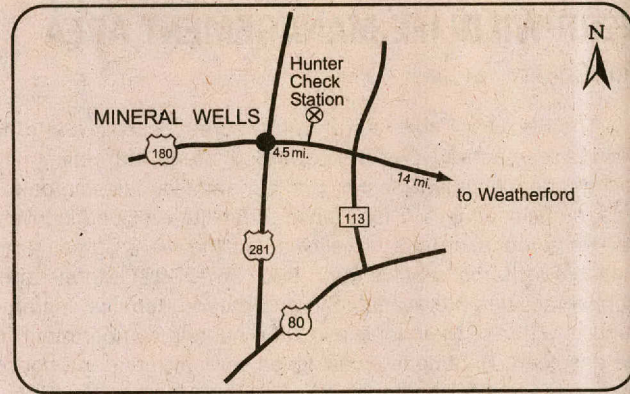 N
Hunter
Check
Station
MINERAL WELLS
180
4.5 mi.
14 mi.
to Weatherford
113
281
80